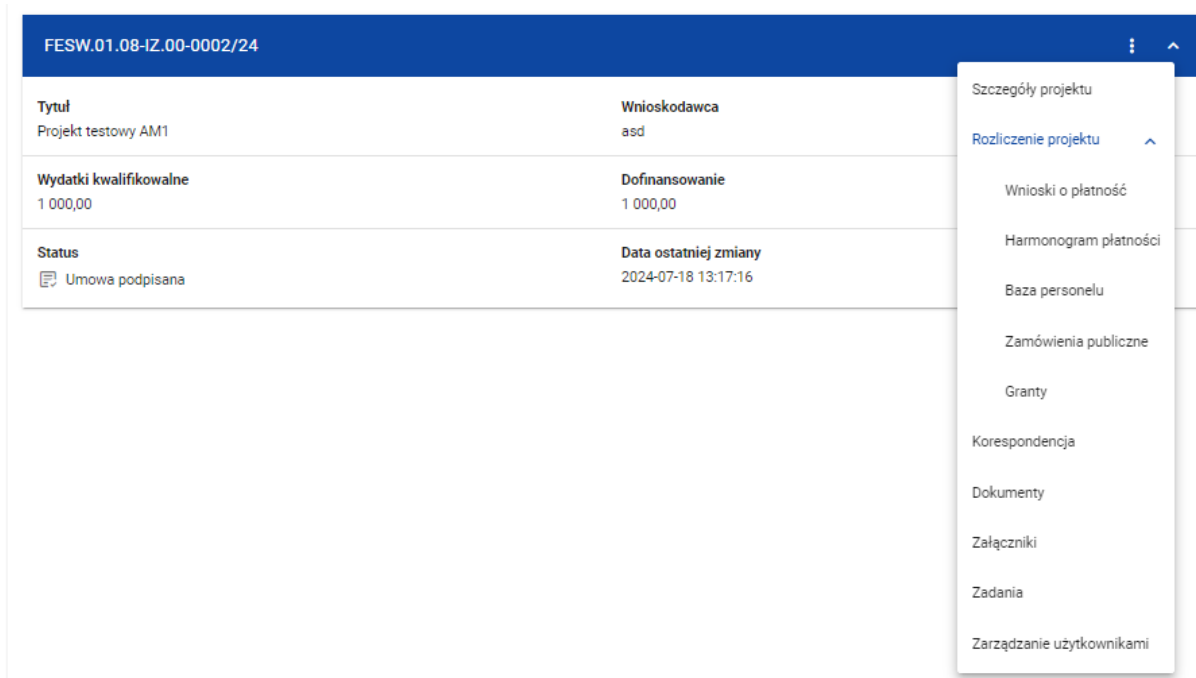 FESW.01.08-IZ.00-0002/24
Tytuł
Projekt testowy AM1
Wnioskodawca
asd
Wydatki kwalifikowalne
1 000,00
Dofinansowanie
1 000,00
Status
Umowa podpisana
Data ostatniej zmiany
2024-07-18 13:17:16
Szczegóły projektu
Rozliczenie projektu
Wnioski o płatność
Harmonogram płatności
Baza personelu
Zamówienia publiczne
Granty
Korespondencja
Dokumenty
Załączniki
Zadania
Zarządzanie użytkownikami